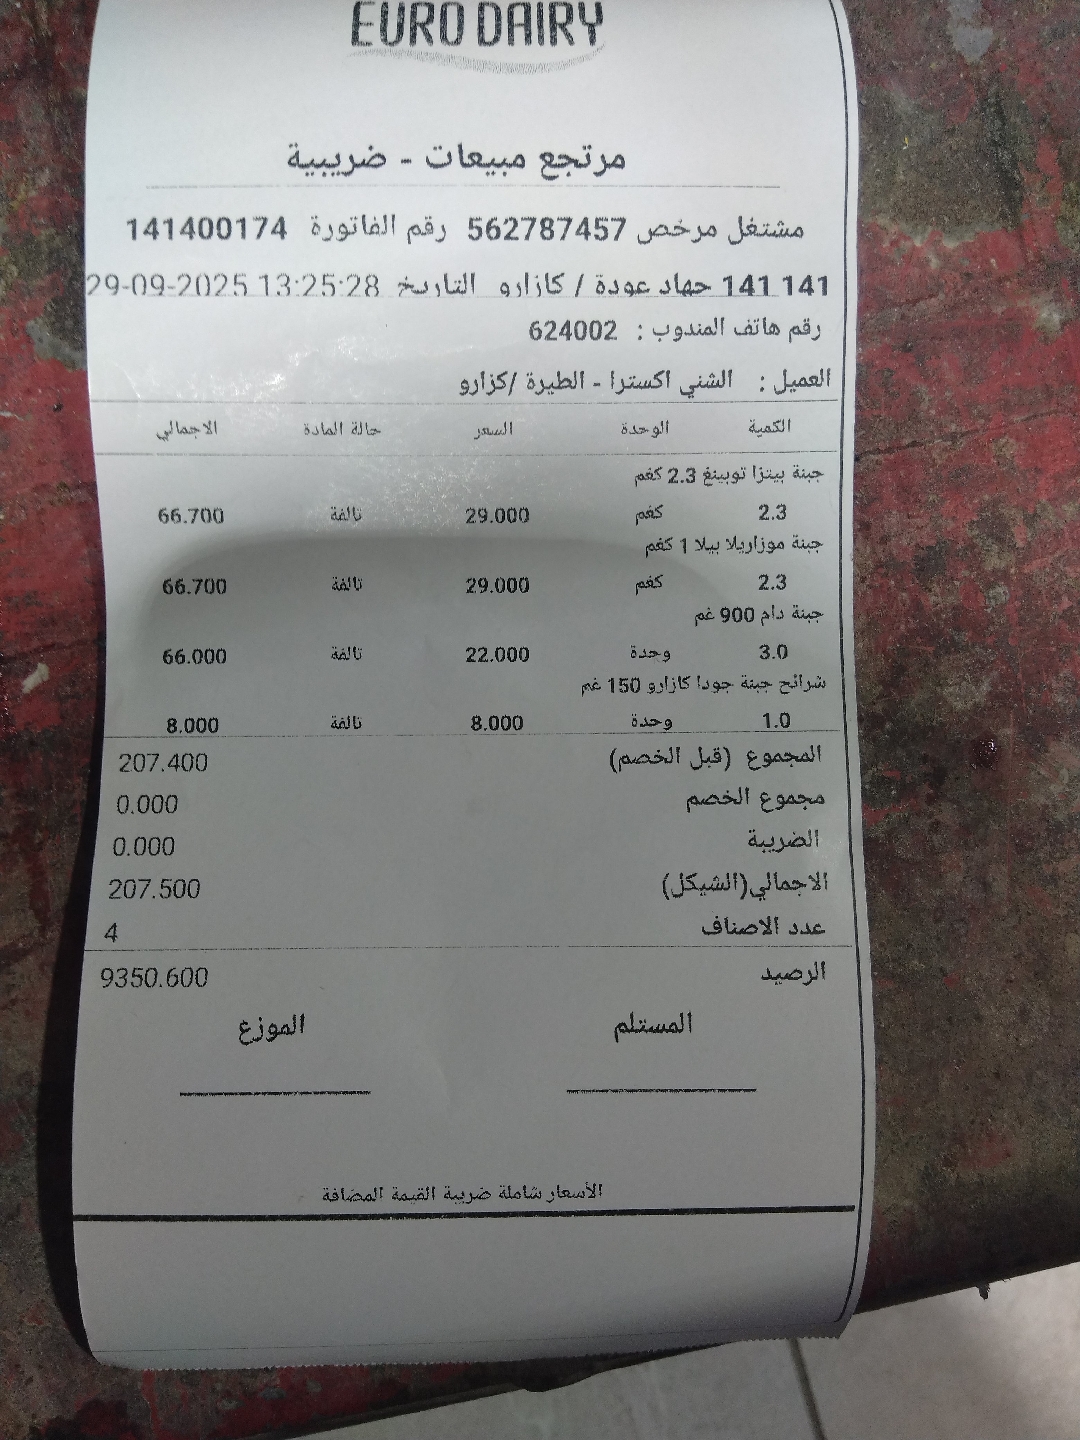 EURO DAIRY
مرتجع مبيعات - ضريبية
مشتغل مرخص 562787457 رقم الفاتورة 141400174
141 141 جهاد عودة / كازارو التاريخ 29-09-2025 13:25:28
رقم هاتف المندوب : 624002
العميل : الشني اكسترا - الطيرة /كزارو
الكمية الوحدة السعر حالة المادة الاجمالي
جبنة بيتزا توبينغ 2.3 كغم
2.3 كغم 29.000 تالفة 66.700
جبنة موزاريلا بيلا 1 كغم
2.3 كغم 29.000 تالفة 66.700
جبنة دام 900 غم
3.0 وحدة 22.000 تالفة 66.000
شرائح جبنة جودا كازارو 150 غم
1.0 وحدة 8.000 تالفة 8.000
المجموع (قبل الخصم) 207.400
مجموع الخصم 0.000
الضريبة 0.000
الاجمالي(الشيكل) 207.500
عدد الاصناف 4
الرصيد 9350.600
المستلم الموزع
الأسعار شاملة ضريبة القيمة المضافة